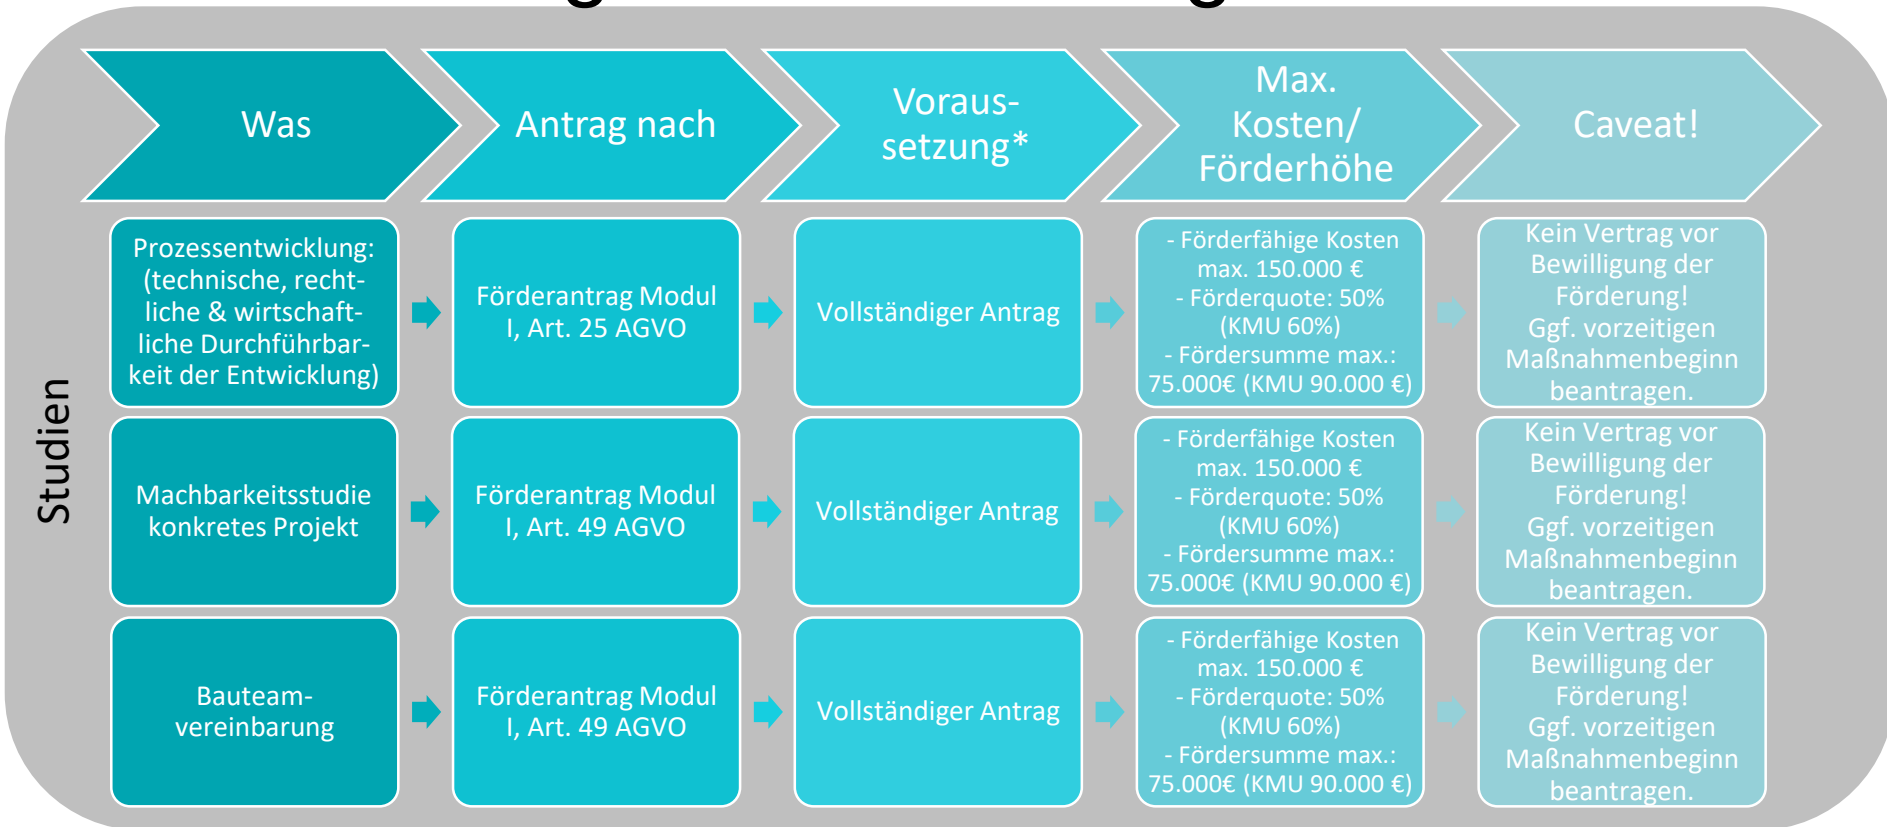 Was
Antrag nach
Voraus-
setzung*
Max.
Kosten/
Förderhöhe
Caveat!
Studien
Prozessentwicklung:
(technische, recht-
liche & wirtschaft-
liche Durchführbar-
keit der Entwicklung)
Förderantrag Modul
I, Art. 25 AGVO
Vollständiger Antrag
- Förderfähige Kosten
max. 150.000 €
- Förderquote: 50%
(KMU 60%)
- Fördersumme max.:
75.000€ (KMU 90.000 €)
Kein Vertrag vor
Bewilligung der
Förderung!
Ggf. vorzeitigen
Maßnahmenbeginn
beantragen.
Machbarkeitsstudie
konkretes Projekt
Förderantrag Modul
I, Art. 49 AGVO
Vollständiger Antrag
- Förderfähige Kosten
max. 150.000 €
- Förderquote: 50%
(KMU 60%)
- Fördersumme max.:
75.000€ (KMU 90.000 €)
Kein Vertrag vor
Bewilligung der
Förderung!
Ggf. vorzeitigen
Maßnahmenbeginn
beantragen.
Bauteam-
vereinbarung
Förderantrag Modul
I, Art. 49 AGVO
Vollständiger Antrag
- Förderfähige Kosten
max. 150.000 €
- Förderquote: 50%
(KMU 60%)
- Fördersumme max.:
75.000€ (KMU 90.000 €)
Kein Vertrag vor
Bewilligung der
Förderung!
Ggf. vorzeitigen
Maßnahmenbeginn
beantragen.